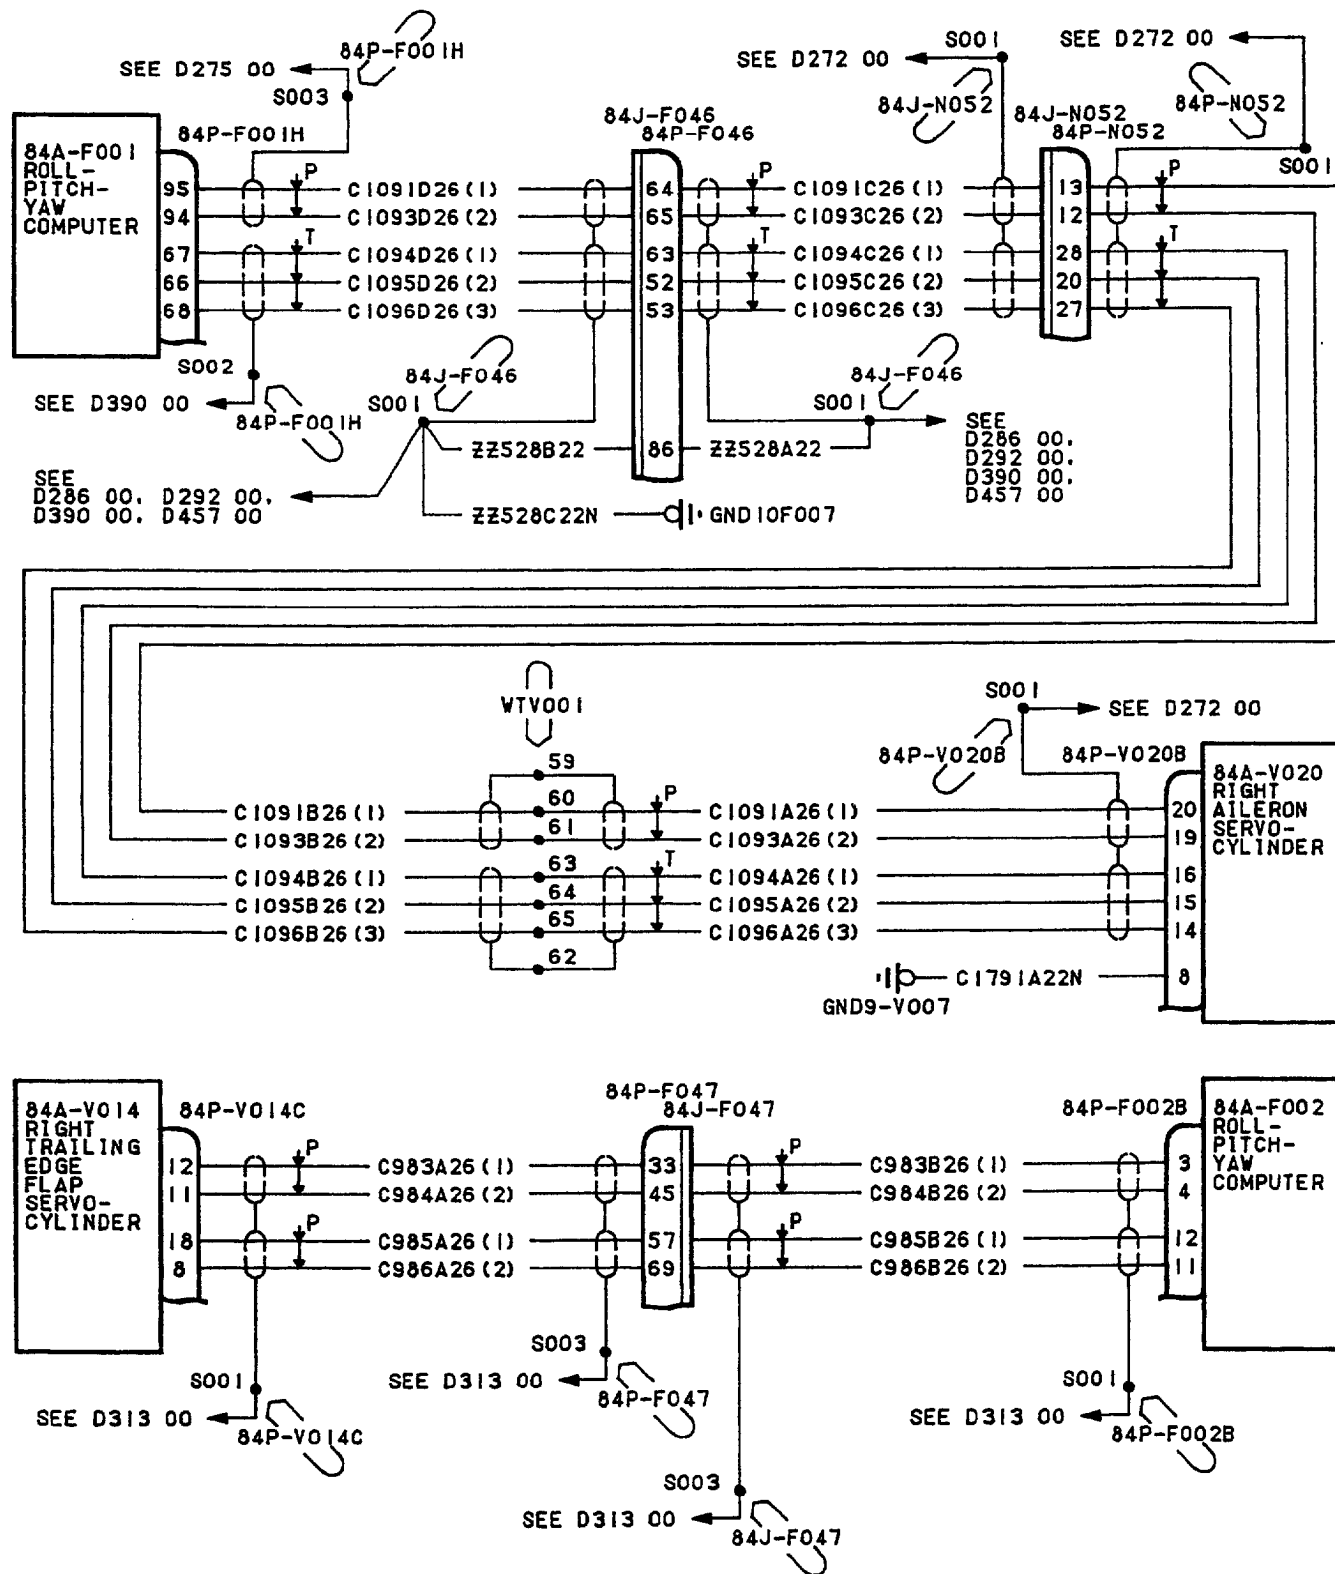 84P-F001H
SEE D275 00
S003
84P-F001H
84A-F001
ROLL-
PITCH-
YAW
COMPUTER
95
94
67
66
68
P
T
C1091D26(1)
C1093D26(2)
C1094D26(1)
C1095D26(2)
C1096D26(3)
S002
SEE D390 00
84P-F001H
84J-F046
84P-F046
64
65
63
52
53
86
P
T
C1091C26(1)
C1093C26(2)
C1094C26(1)
C1095C26(2)
C1096C26(3)
S001
SEE D272 00
84J-N052
SEE D272 00
84P-N052
S001
84J-N052
84P-N052
13
12
28
20
27
P
T
84J-F046
S001
ZZ528B22
SEE
D286 00, D292 00,
D390 00, D457 00
ZZ528C22N
GND10F007
ZZ528A22
84J-F046
S001
SEE
D286 00,
D292 00,
D390 00,
D457 00
WTV001
59
60
61
63
64
65
62
C1091B26(1)
C1093B26(2)
C1094B26(1)
C1095B26(2)
C1096B26(3)
P
T
C1091A26(1)
C1093A26(2)
C1094A26(1)
C1095A26(2)
C1096A26(3)
S001
SEE D272 00
84P-V020B
84P-V020B
20
19
16
15
14
8
84A-V020
RIGHT
AILERON
SERVO-
CYLINDER
C1791A22N
GND9-V007
84A-V014
RIGHT
TRAILING
EDGE
FLAP
SERVO-
CYLINDER
84P-V014C
12
11
18
8
P
P
C983A26(1)
C984A26(2)
C985A26(1)
C986A26(2)
S001
SEE D313 00
84P-V014C
84P-F047
84J-F047
33
45
57
69
S003
SEE D313 00
84P-F047
S003
SEE D313 00
84J-F047
P
P
C983B26(1)
C984B26(2)
C985B26(1)
C986B26(2)
84P-F002B
3
4
12
11
84A-F002
ROLL-
PITCH-
YAW
COMPUTER
S001
SEE D313 00
84P-F002B